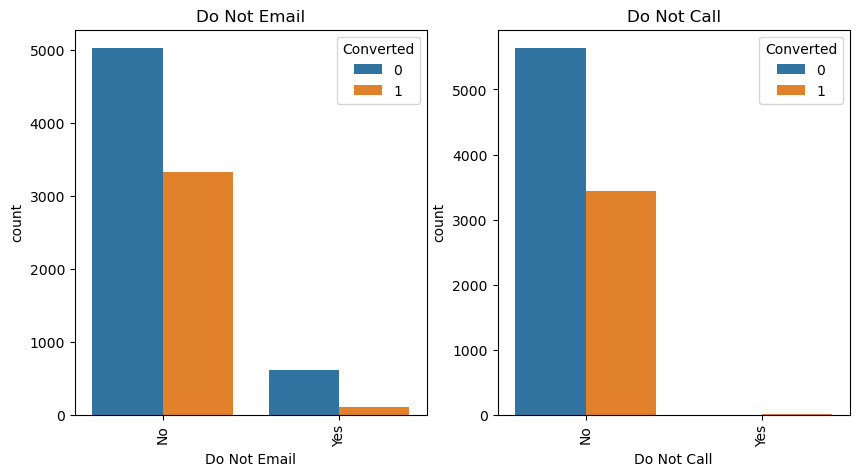 Do Not Email
Converted
0
1
5000
4000
3000
2000
1000
0
count
No
Yes
Do Not Email
Do Not Call
Converted
0
1
5000
4000
3000
2000
1000
0
count
No
Yes
Do Not Call